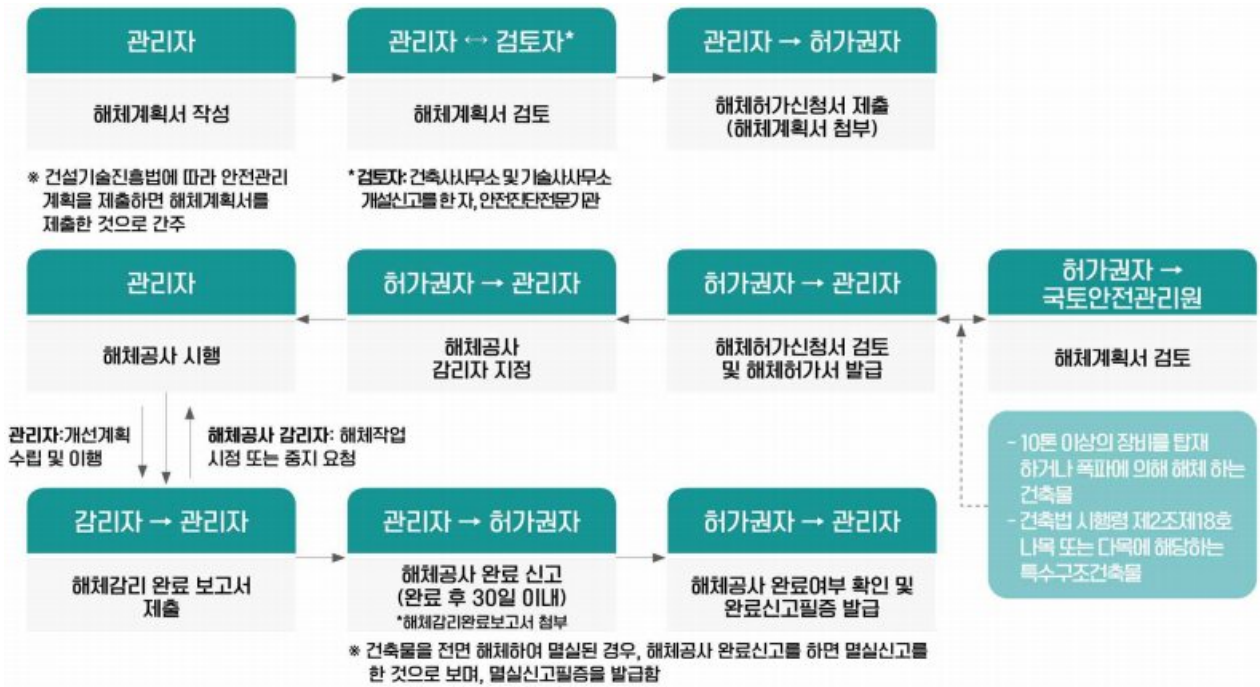 관리자
해체계획서 작성
※ 건설기술진흥법에 따라 안전관리
계획을 제출하면 해체계획서를
제출한 것으로 간주
관리자 ↔ 검토자*
해체계획서 검토
* 검토자: 건축사사무소 및 기술사사무소
개설신고를 한 자, 안전진단전문기관
관리자 → 허가권자
해체허가신청서 제출
(해체계획서 첨부)
허가권자 →
국토안전관리원
해체계획서 검토
- 10톤 이상의 장비를 탑재
하거나 폭파에 의해 해체 하는
건축물
- 건축법 시행령 제2조제18호
나목 또는 다목에 해당하는
특수구조건축물
허가권자 → 관리자
해체허가신청서 검토
및 해체허가서 발급
허가권자 → 관리자
해체공사
감리자 지정
관리자
해체공사 시행
관리자:개선계획
수립 및 이행
해체공사 감리자: 해체작업
시정 또는 중지 요청
감리자 → 관리자
해체감리 완료 보고서
제출
관리자 → 허가권자
해체공사 완료 신고
(완료 후 30일 이내)
*해체감리완료보고서 첨부
허가권자 → 관리자
해체공사 완료여부 확인 및
완료신고필증 발급
※ 건축물을 전면 해체하여 멸실된 경우, 해체공사 완료신고를 하면 멸실신고를
한 것으로 보며, 멸실신고필증을 발급함